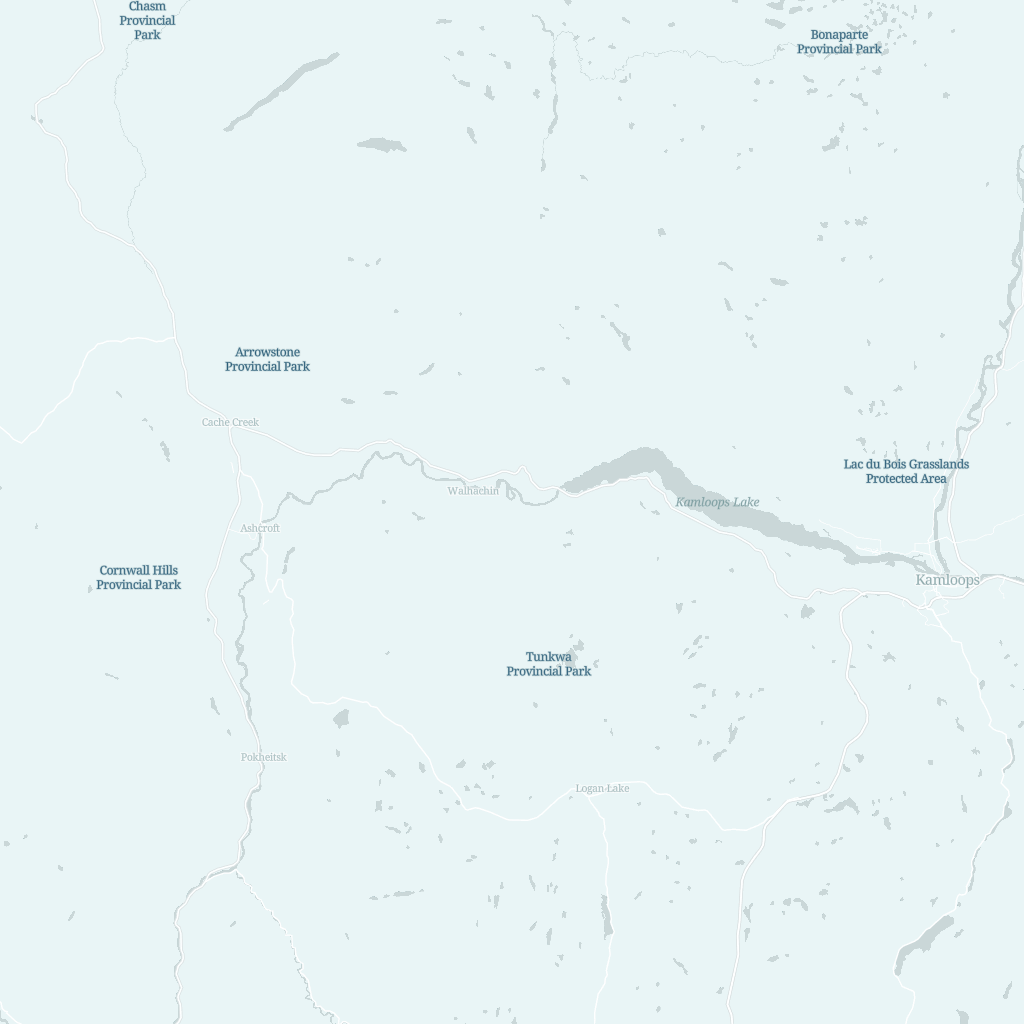 Chasm
Provincial
Park
Bonaparte
Provincial Park
Arrowstone
Provincial Park
Cache Creek
Lac du Bois Grasslands
Protected Area
Walhachin
Kamloops Lake
Ashcroft
Cornwall Hills
Provincial Park
Kamloops
Tunkwa
Provincial Park
Pokheitsk
Logan Lake